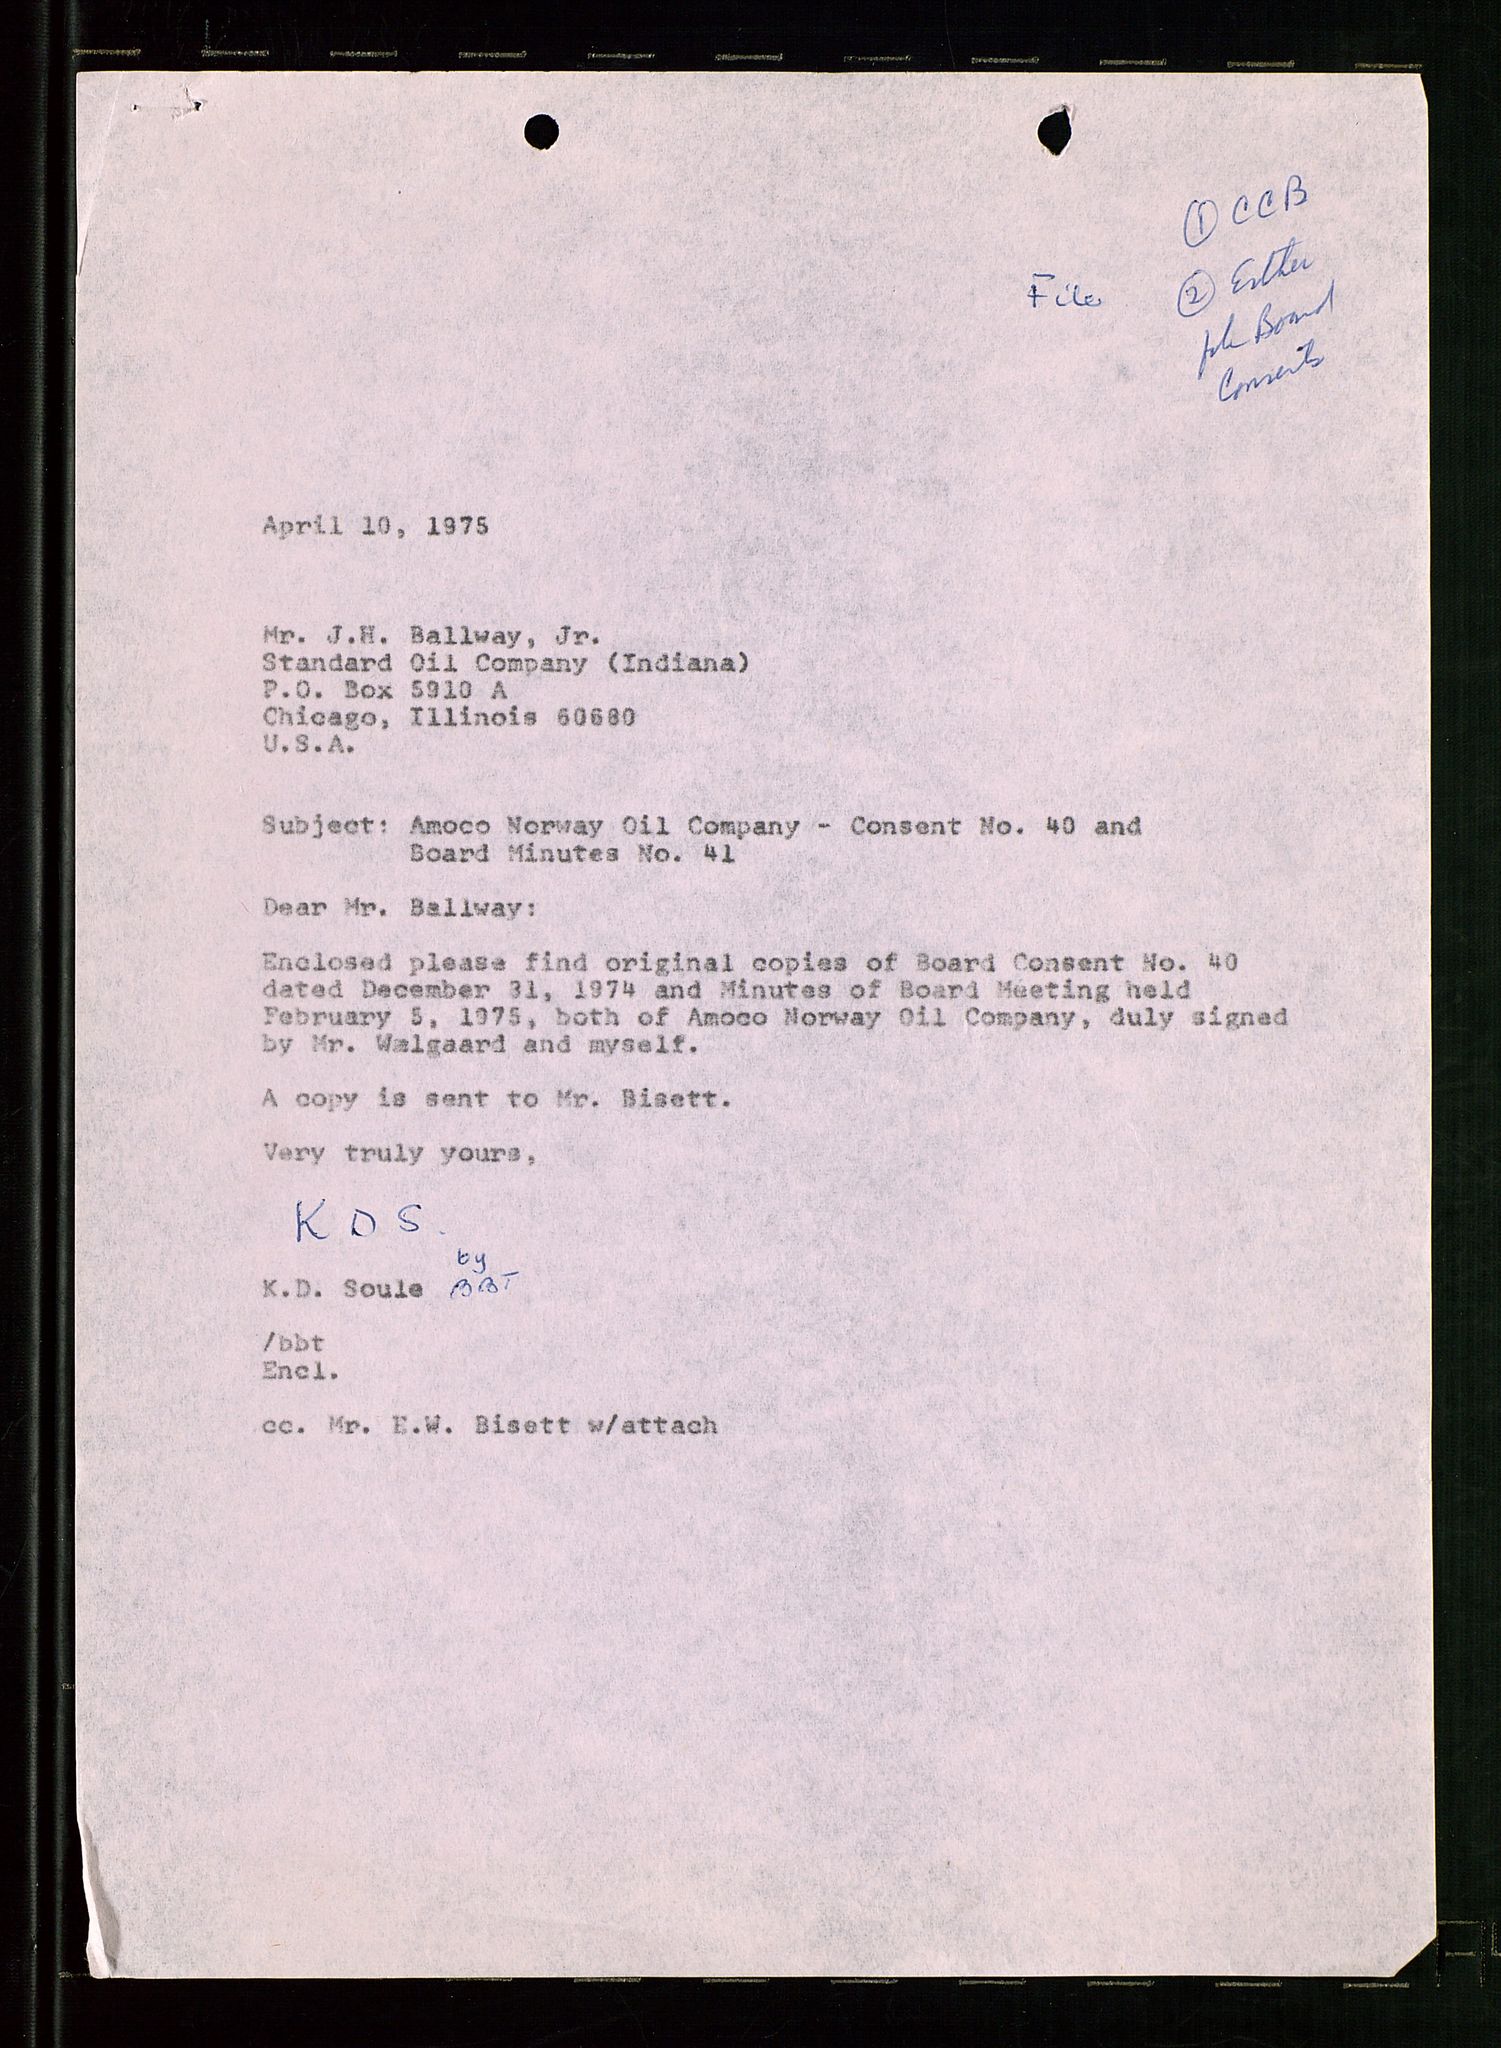 ① CCB
File ② Esther
file Board
Consents
April 10, 1975
Mr. J.H. Ballway, Jr.
Standard Oil Company (Indiana)
P.O. Box 5910 A
Chicago, Illinois 60680
U.S.A.
Subject: Amoco Norway Oil Company - Consent No. 40 and
Board Minutes No. 41
Dear Mr. Ballway:
Enclosed please find original copies of Board Consent No. 40
dated December 31, 1974 and Minutes of Board Meeting held
February 5, 1975, both of Amoco Norway Oil Company, duly signed
by Mr. Wælgaard and myself.
A copy is sent to Mr. Bisett.
Very truly yours,
K D S.
by
K.D. Soule BBT
/bbt
Encl.
cc. Mr. E.W. Bisett w/attach